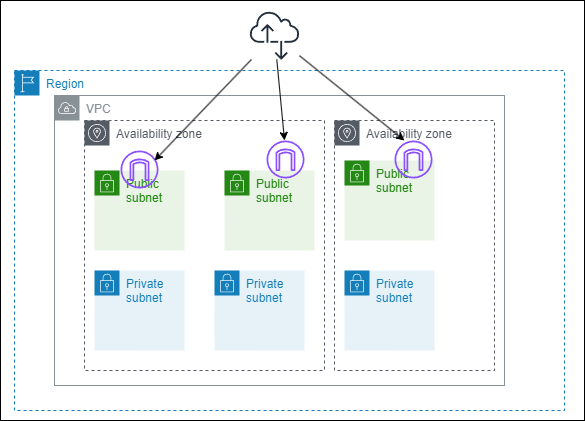 Region
VPC
Availability zone
Availability zone
Public
subnet
Public
subnet
Public
subnet
Private
subnet
Private
subnet
Private
subnet